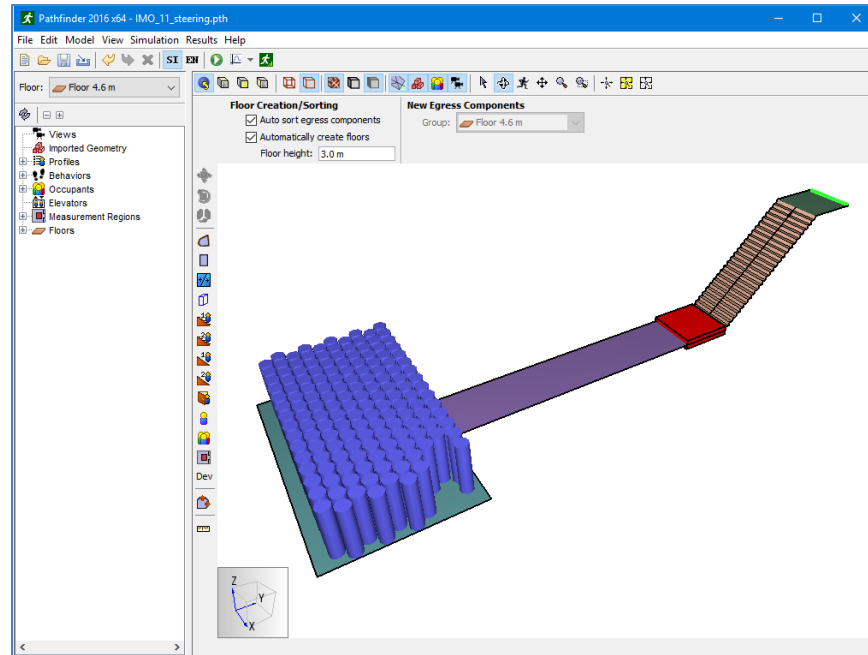 Pathfinder 2016 x64 - IMO_11_steering.pth
File Edit Model View Simulation Results Help
SI EN
Floor: Floor 4.6 m
Floor Creation/Sorting
New Egress Components
Auto sort egress components
Group: Floor 4.6 m
Automatically create floors
Floor height: 3.0 m
Views
Imported Geometry
Profiles
Behaviors
Occupants
Elevators
Measurement Regions
Floors
Dev
Z
Y
X